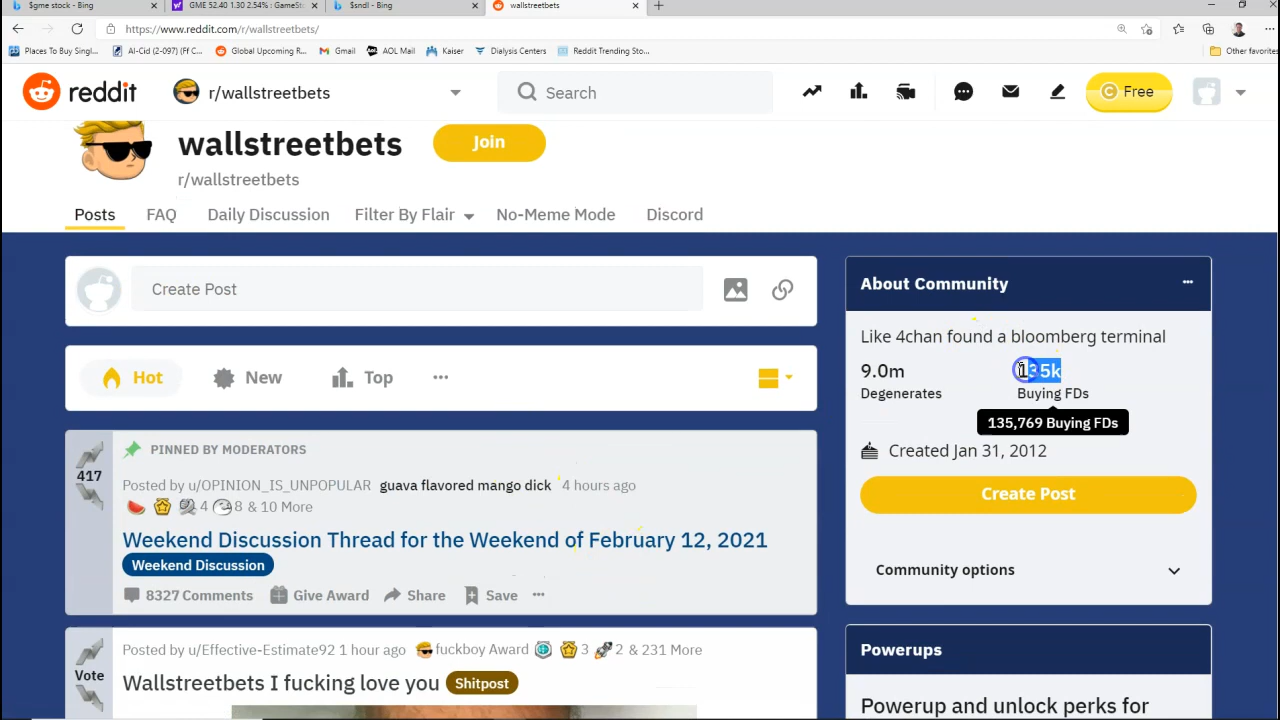 $gme stock - Bing
GME 52.40 1.30 2.54% : GameSt
$sndl - Bing
wallstreetbets
https://www.reddit.com/r/wallstreetbets/
Places To Buy Singl...
AI-Cid (2-097) (Ff C...
Global Upcoming R...
Gmail
AOL Mail
Kaiser
Dialysis Centers
Reddit Trending Sto...
Other favorites
reddit
r/wallstreetbets
Search
Free
wallstreetbets
Join
r/wallstreetbets
Posts
FAQ
Daily Discussion
Filter By Flair
No-Meme Mode
Discord
Create Post
Hot
New
Top
About Community
Like 4chan found a bloomberg terminal
9.0m
135k
Degenerates
Buying FDs
135,769 Buying FDs
Created Jan 31, 2012
Create Post
Community options
417
PINNED BY MODERATORS
Posted by u/OPINION_IS_UNPOPULAR guava flavored mango dick 4 hours ago
4 8 & 10 More
Weekend Discussion Thread for the Weekend of February 12, 2021
Weekend Discussion
8327 Comments
Give Award
Share
Save
Vote
Posted by u/Effective-Estimate92 1 hour ago fuckboy Award 3 2 & 231 More
Wallstreetbets I fucking love you Shitpost
Powerups
Powerup and unlock perks for